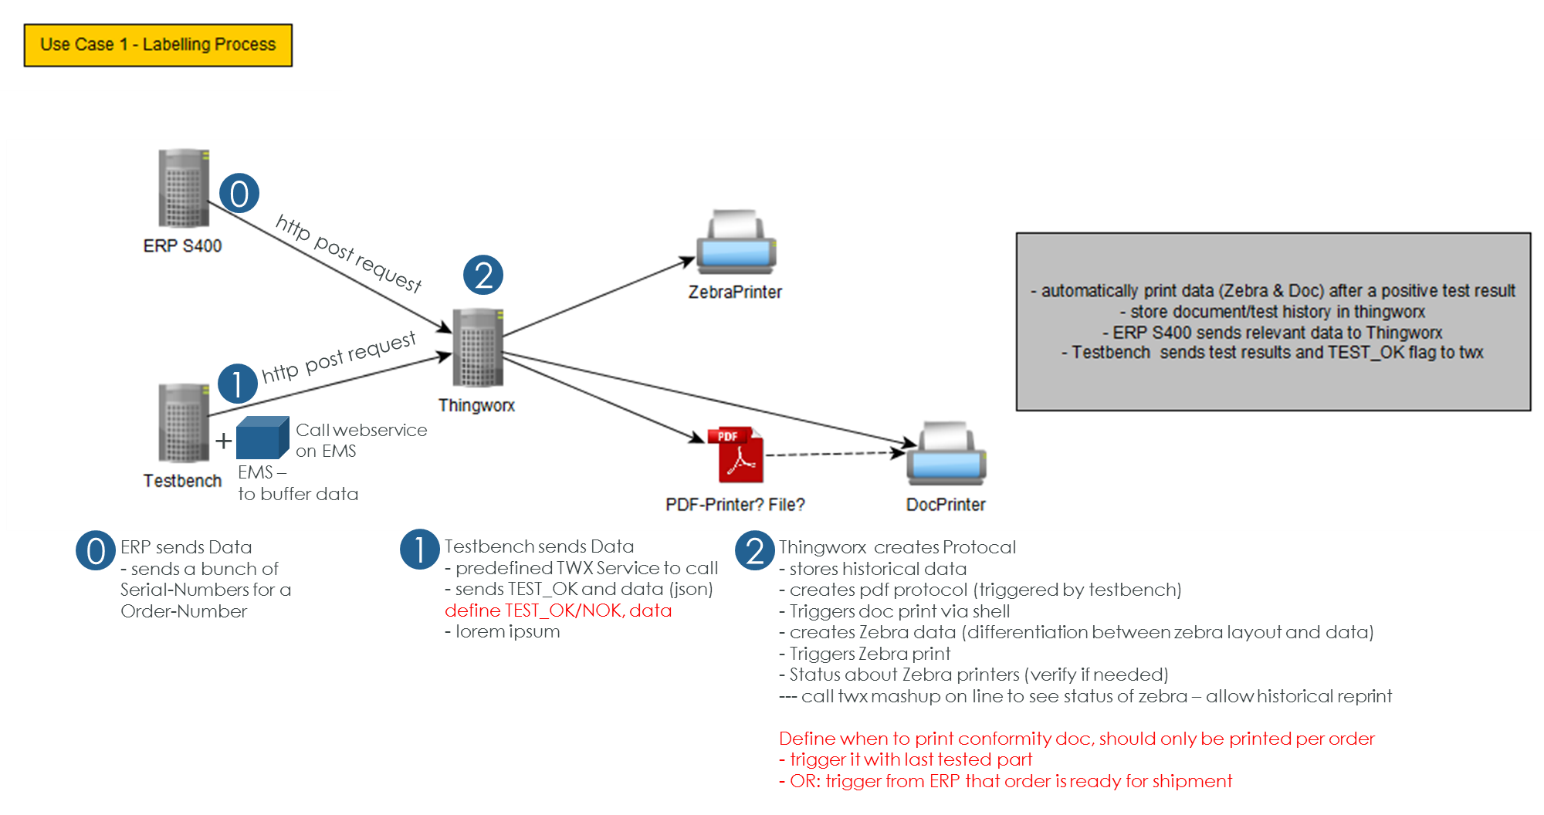 Use Case 1 - Labelling Process
0
http post request
ERP S400
2
ZebraPrinter
- automatically print data (Zebra & Doc) after a positive test result
- store document/test history in thingworx
- ERP S400 sends relevant data to Thingworx
- Testbench sends test results and TEST_OK flag to twx
1
http post request
Thingworx
+
Call webservice
on EMS
EMS –
to buffer data
Testbench
PDF
PDF-Printer? File?
DocPrinter
0
ERP sends Data
- sends a bunch of
Serial-Numbers for a
Order-Number
1
Testbench sends Data
- predefined TWX Service to call
- sends TEST_OK and data (json)
define TEST_OK/NOK, data
- lorem ipsum
2
Thingworx creates Protocal
- stores historical data
- creates pdf protocol (triggered by testbench)
- Triggers doc print via shell
- creates Zebra data (differentiation between zebra layout and data)
- Triggers Zebra print
- Status about Zebra printers (verify if needed)
--- call twx mashup on line to see status of zebra – allow historical reprint
Define when to print conformity doc, should only be printed per order
- trigger it with last tested part
- OR: trigger from ERP that order is ready for shipment